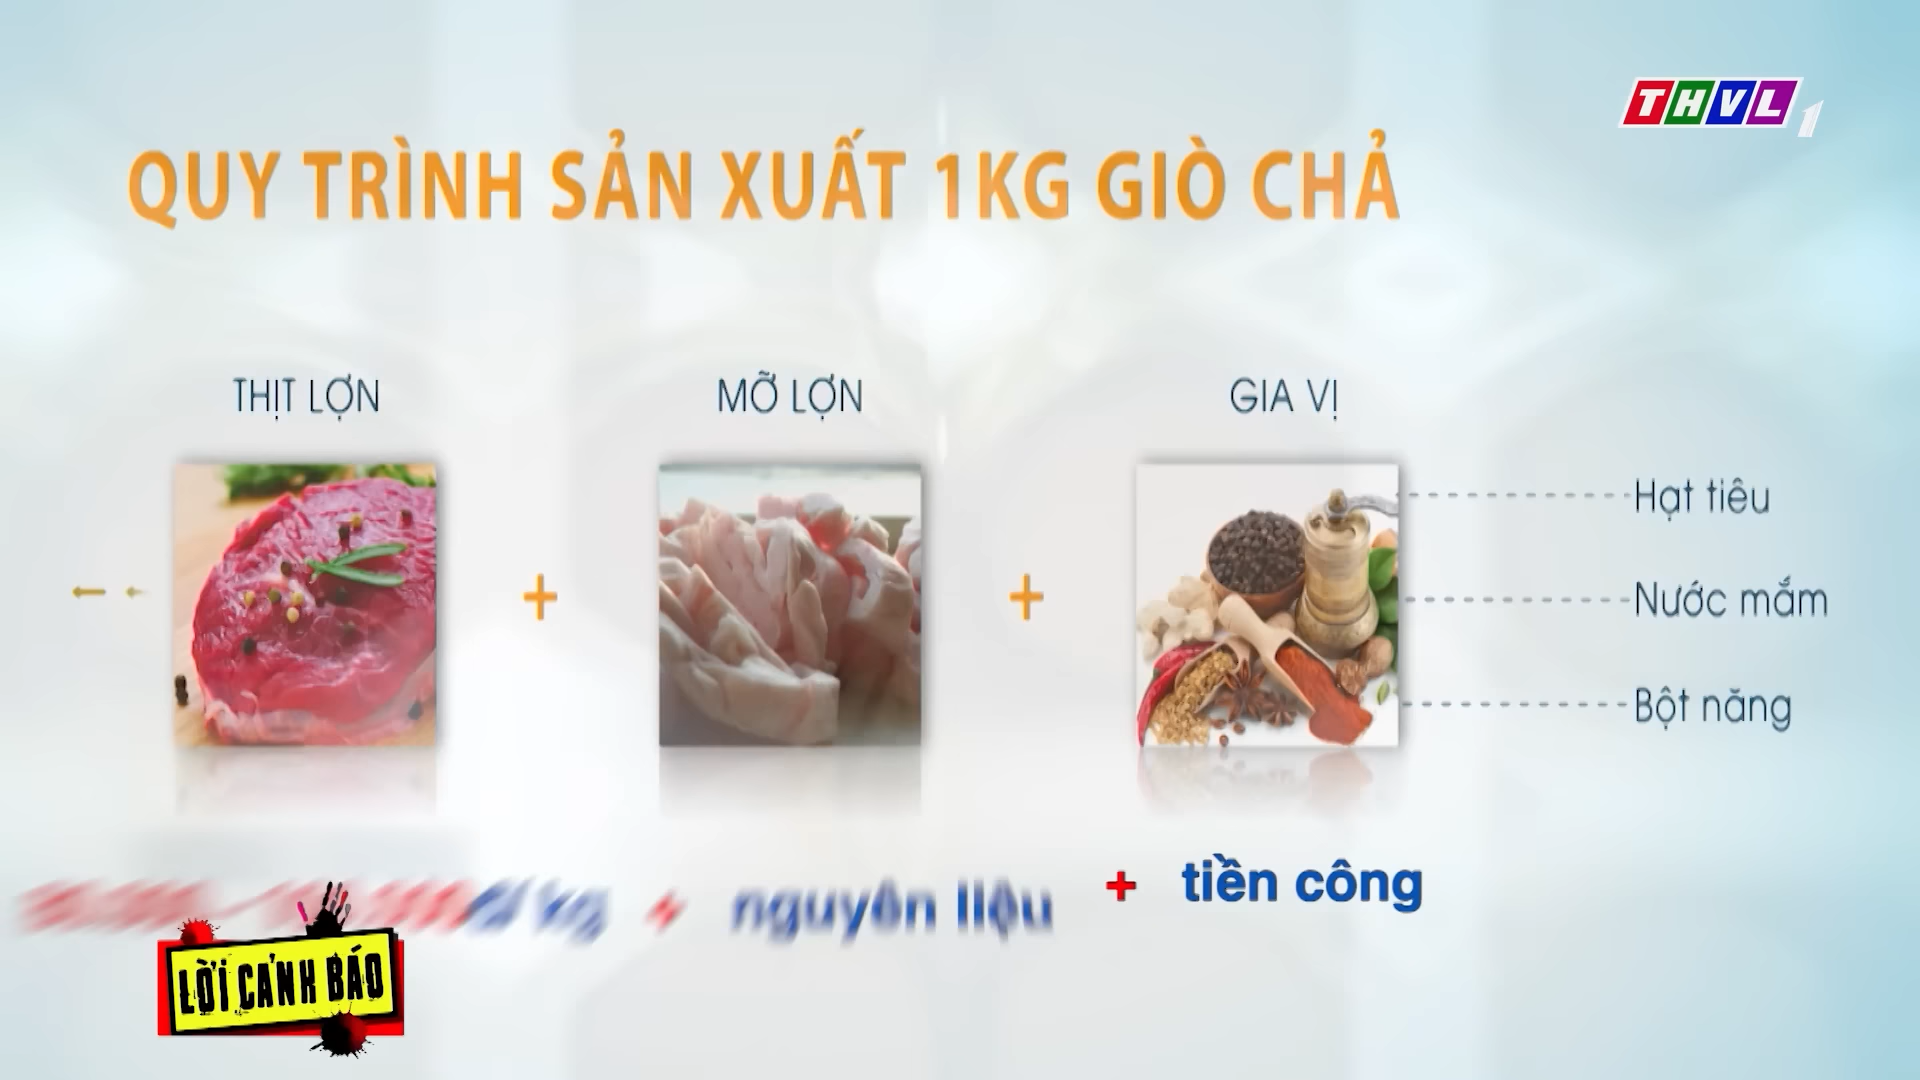 THVL1
QUY TRÌNH SẢN XUẤT 1KG GIÒ CHẢ
THỊT LỢN
MỠ LỢN
GIA VỊ
+
+
Hạt tiêu
Nước mắm
Bột năng
đ/kg + nguyên liệu + tiền công
LỜI CẢNH BÁO